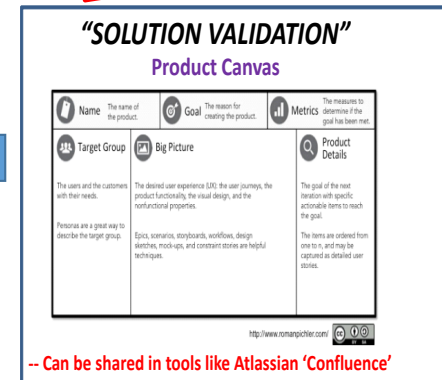 “SOLUTION VALIDATION”
Product Canvas
Name
The name of
the product.
Goal
The reason for
creating the product.
Metrics
The measures to
determine if the
goal has been met.
Target Group
The users and the customers
with their needs.
Personas are a great way to
describe the target group.
Big Picture
The desired user experience (UX): the user journeys, the
product functionality, the visual design, and the
nonfunctional properties.
Epics, scenarios, storyboards, workflows, design
sketches, mock-ups, and constraint stories are helpful
techniques.
Product
Details
The goal of the next
iteration with specific
actionable items to reach
the goal.
The items are ordered from
one to n, and may be
captured as detailed user
stories.
http://www.romanpichler.com/
cc
BY SA
-- Can be shared in tools like Atlassian ‘Confluence’